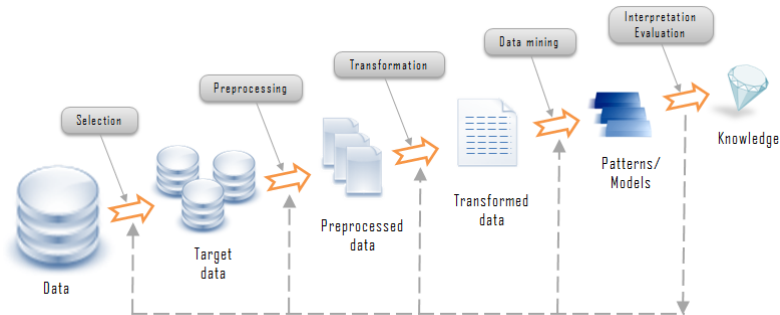 Interpretation
Evaluation
Data mining
Transformation
Preprocessing
Selection
Knowledge
Patterns/
Models
Transformed
data
Preprocessed
data
Target
data
Data